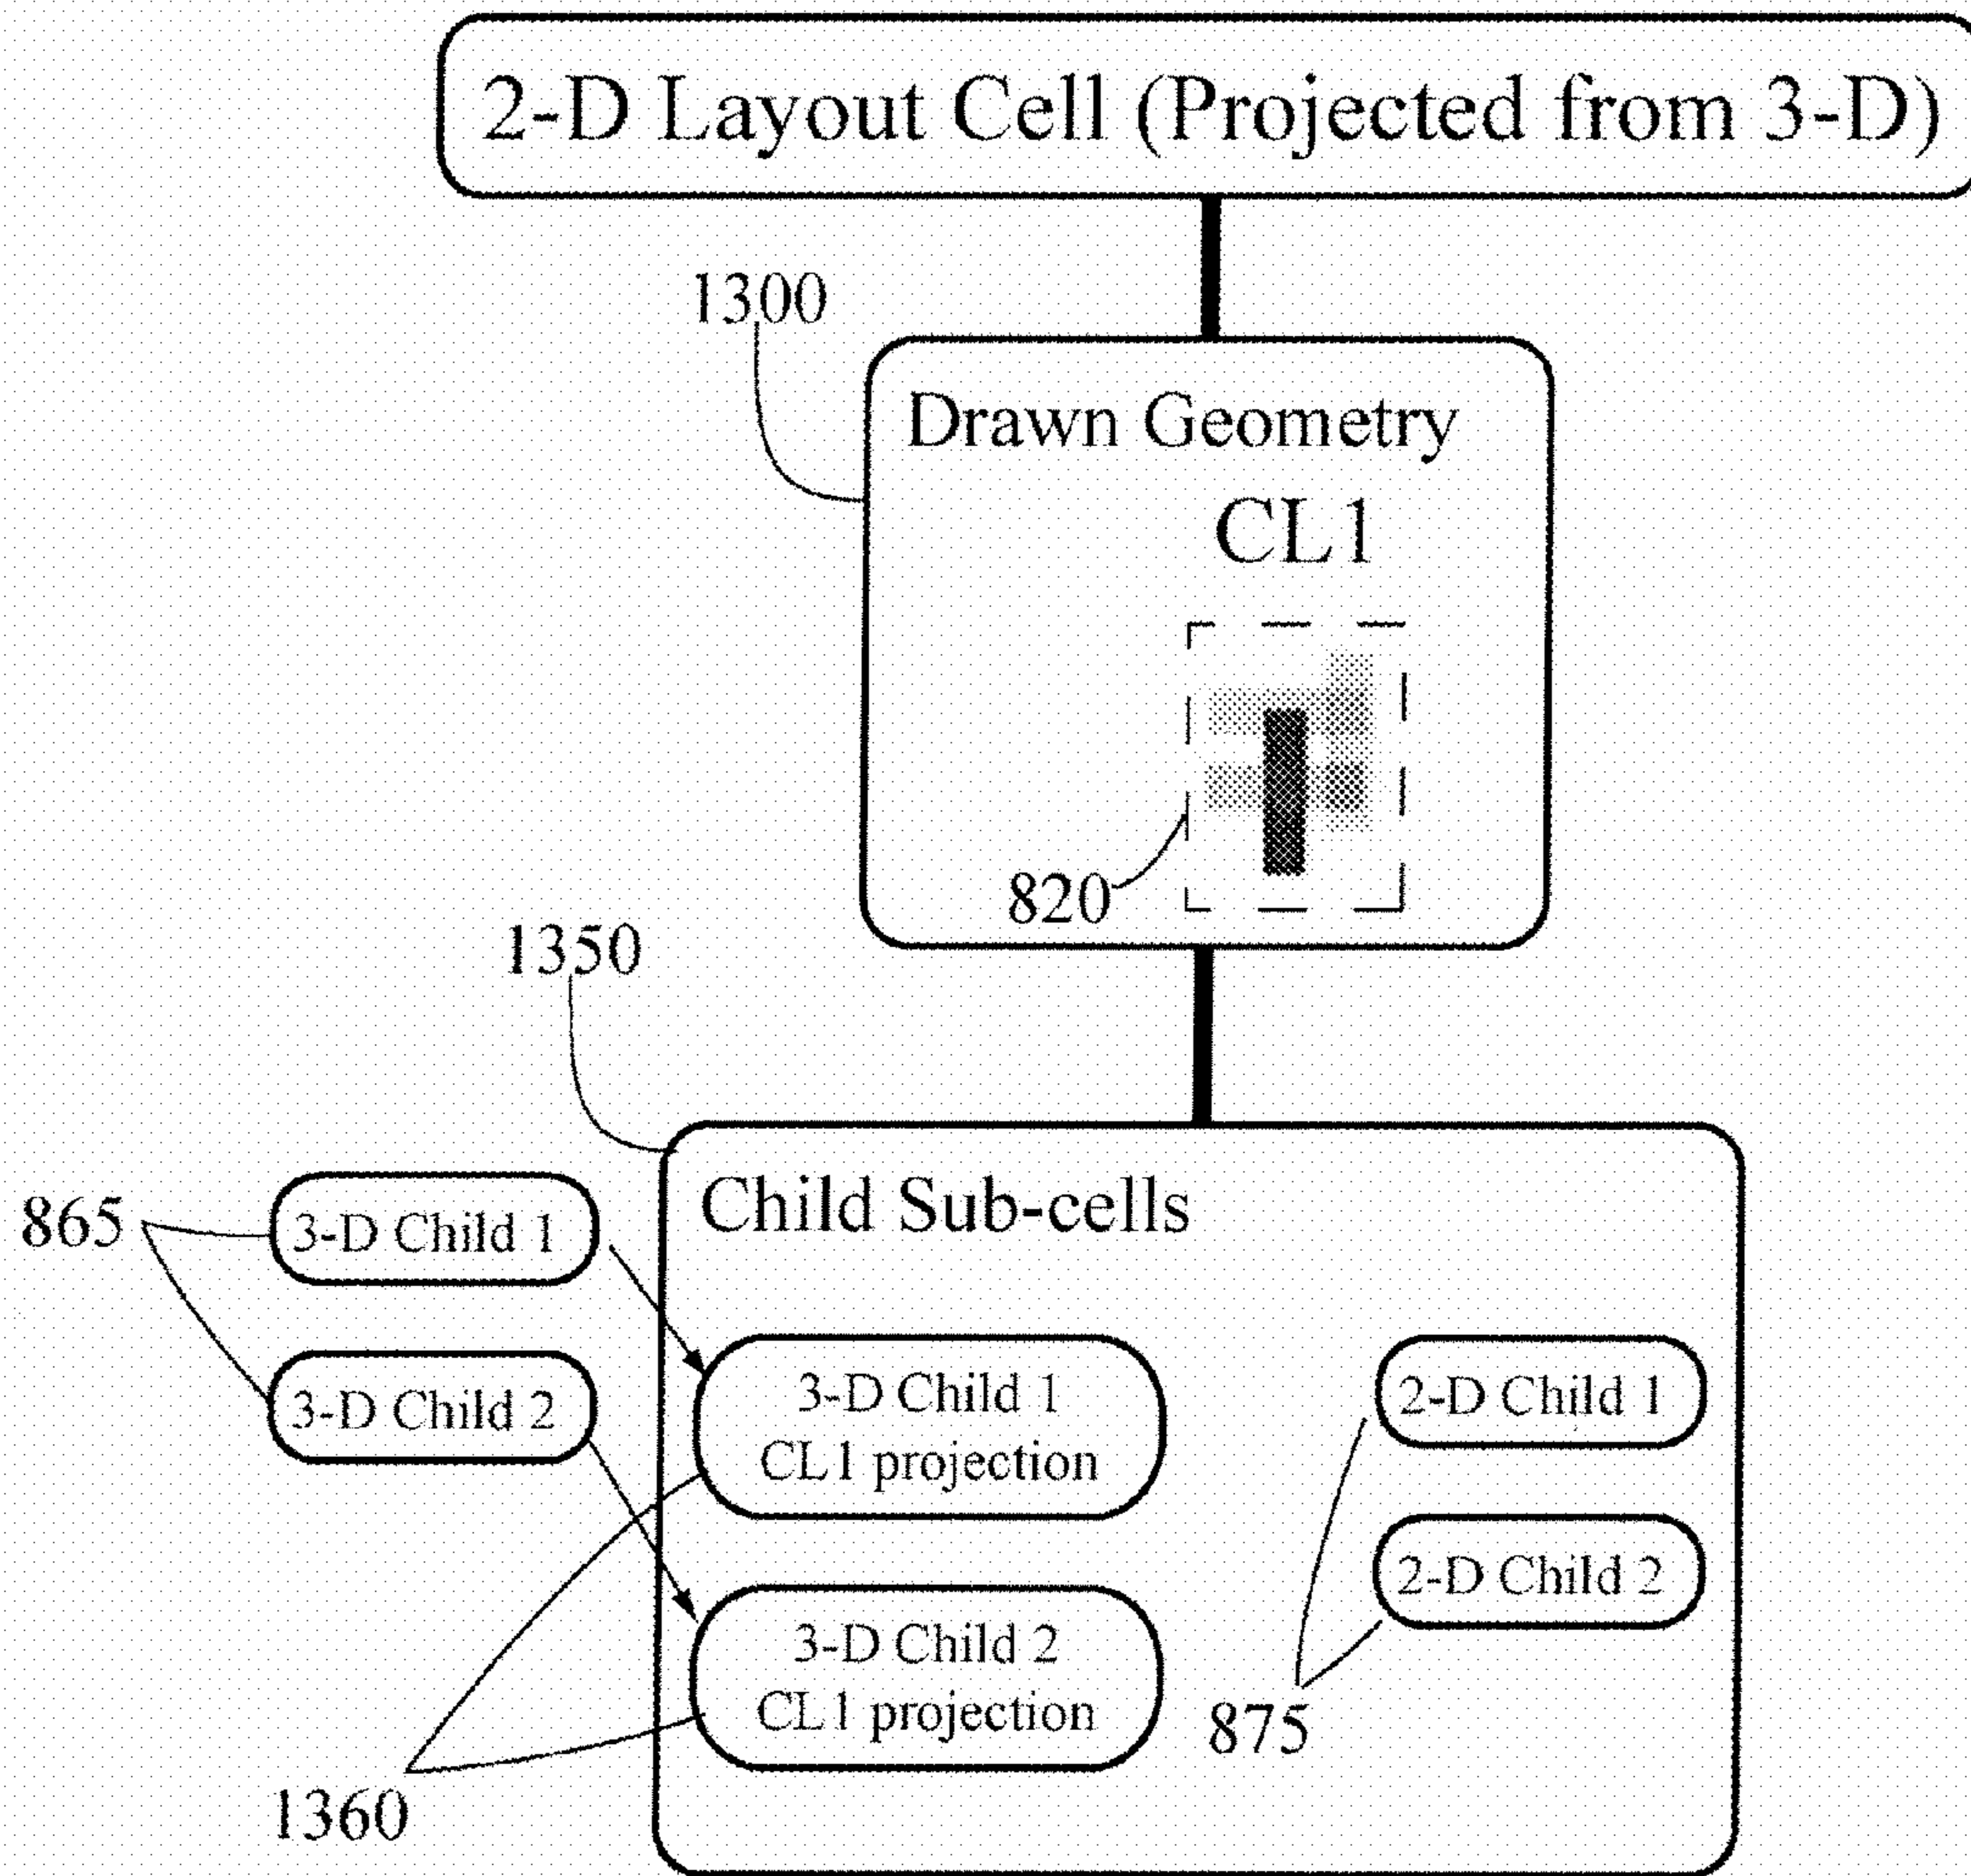 2-D Layout Cell (Projected from 3-D)
1300
Drawn Geometry
CL1
820
1350
Child Sub-cells
865
3-D Child 1
3-D Child 2
3-D Child 1
CL1 projection
2-D Child 1
2-D Child 2
3-D Child 2
CL1 projection
875
1360